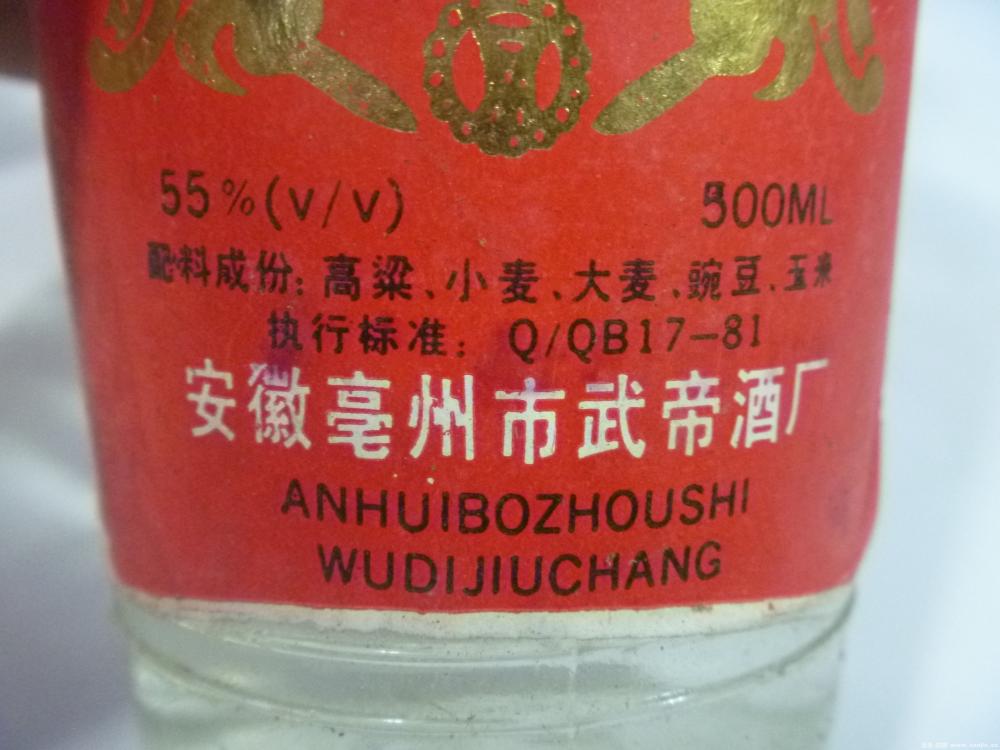 55%(v/v) 500ML
配料成份：高粱、小麦、大麦、豌豆、玉米
执行标准：Q/QB17-81
安徽亳州市武帝酒厂
ANHUIBOZHOUSHI
WUDIJIUCHANG